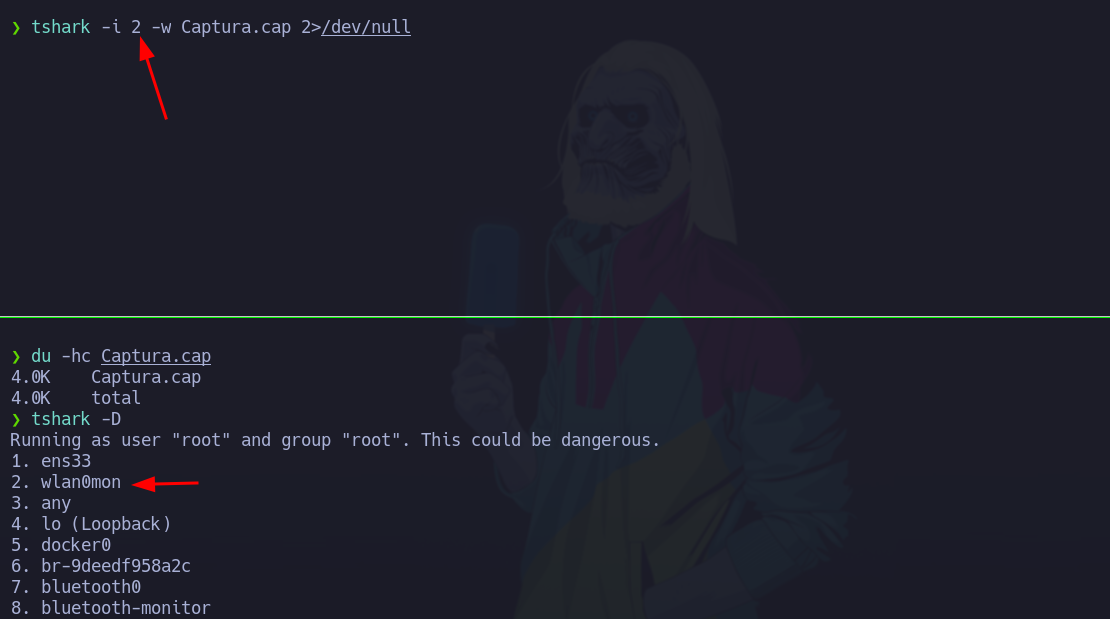 ❯ tshark -i 2 -w Captura.cap 2>/dev/null
❯ du -hc Captura.cap
4.0K    Captura.cap
4.0K    total
❯ tshark -D
Running as user "root" and group "root". This could be dangerous.
1. ens33
2. wlan0mon
3. any
4. lo (Loopback)
5. docker0
6. br-9deedf958a2c
7. bluetooth0
8. bluetooth-monitor